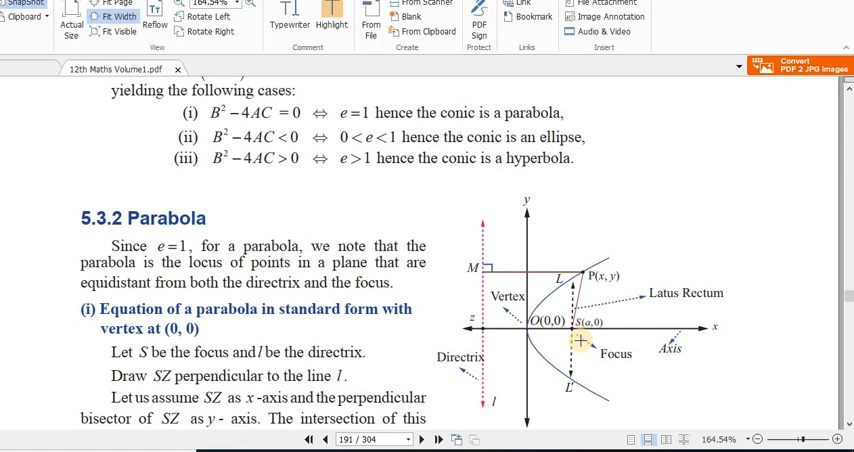 SnapShot
Clipboard
Actual Size
Fit Page
Fit Width
Fit Visible
Reflow
164.54%
Rotate Left
Rotate Right
View
Typewriter
Highlight
Comment
From File
From Scanner
Blank
From Clipboard
Create
PDF Sign
Protect
Link
Bookmark
Links
File Attachment
Image Annotation
Audio & Video
Insert
12th Maths Volume1.pdf
Convert
PDF 2 JPG Images
yielding the following cases:
(i) B² − 4AC = 0 ⇔ e = 1 hence the conic is a parabola,
(ii) B² − 4AC < 0 ⇔ 0 < e < 1 hence the conic is an ellipse,
(iii) B² − 4AC > 0 ⇔ e > 1 hence the conic is a hyperbola.
5.3.2 Parabola
Since e = 1, for a parabola, we note that the
parabola is the locus of points in a plane that are
equidistant from both the directrix and the focus.
(i) Equation of a parabola in standard form with
vertex at (0, 0)
Let S be the focus and l be the directrix.
Draw SZ perpendicular to the line l.
Let us assume SZ as x-axis and the perpendicular
bisector of SZ as y- axis. The intersection of this
y
M
L
P(x, y)
Vertex
Latus Rectum
z
O(0,0)
S(a,0)
x
Directrix
Focus
Axis
L'
l
191 / 304
164.54%